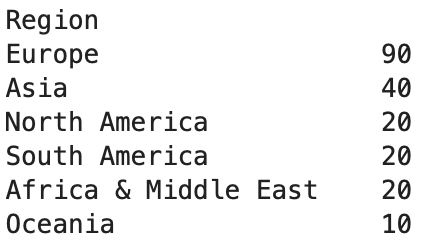 Region
Europe                  90
Asia                    40
North America           20
South America           20
Africa & Middle East    20
Oceania                 10